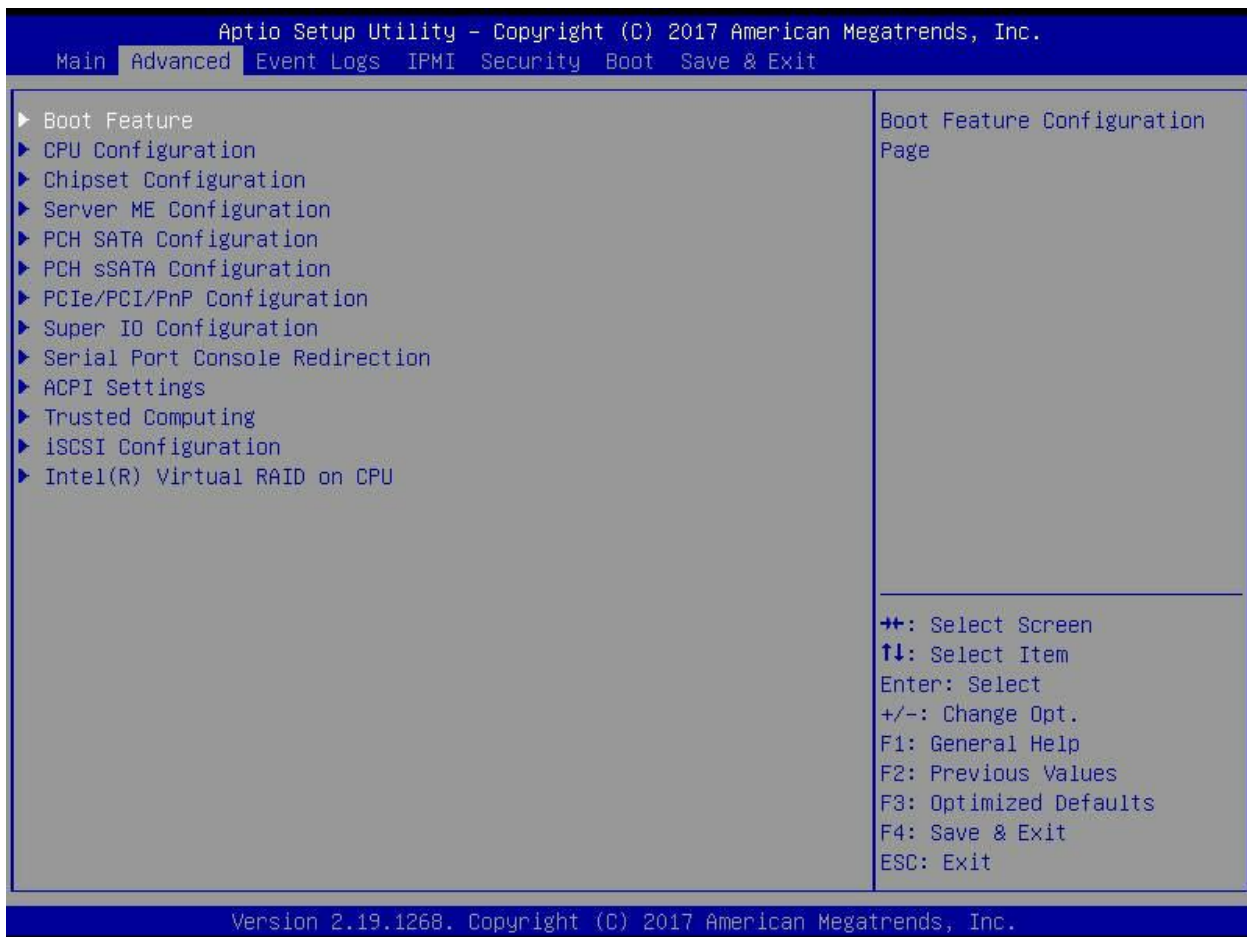 Aptio Setup Utility – Copyright (C) 2017 American Megatrends, Inc.
Main Advanced Event Logs IPMI Security Boot Save & Exit
▶ Boot Feature
▶ CPU Configuration
▶ Chipset Configuration
▶ Server ME Configuration
▶ PCH SATA Configuration
▶ PCH sSATA Configuration
▶ PCIe/PCI/PnP Configuration
▶ Super IO Configuration
▶ Serial Port Console Redirection
▶ ACPI Settings
▶ Trusted Computing
▶ iSCSI Configuration
▶ Intel(R) Virtual RAID on CPU
Boot Feature Configuration
Page
→←: Select Screen
↑↓: Select Item
Enter: Select
+/-: Change Opt.
F1: General Help
F2: Previous Values
F3: Optimized Defaults
F4: Save & Exit
ESC: Exit
Version 2.19.1268. Copyright (C) 2017 American Megatrends, Inc.